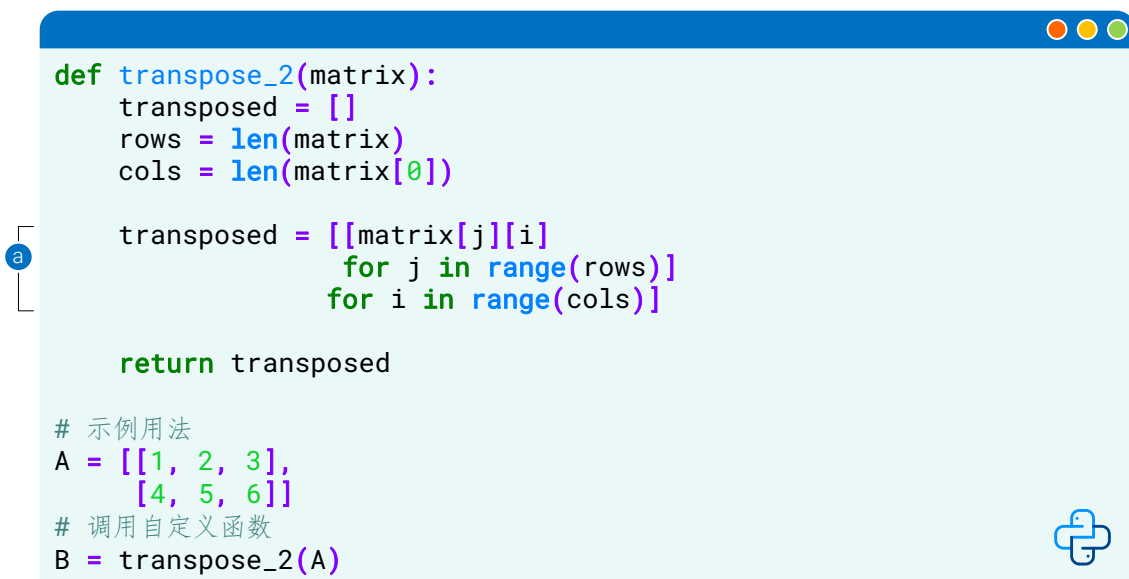 def transpose_2(matrix):
    transposed = []
    rows = len(matrix)
    cols = len(matrix[0])
a
    transposed = [[matrix[j][i]
                  for j in range(rows)]
                 for i in range(cols)]
    return transposed
# 示例用法
A = [[1, 2, 3],
     [4, 5, 6]]
# 调用自定义函数
B = transpose_2(A)